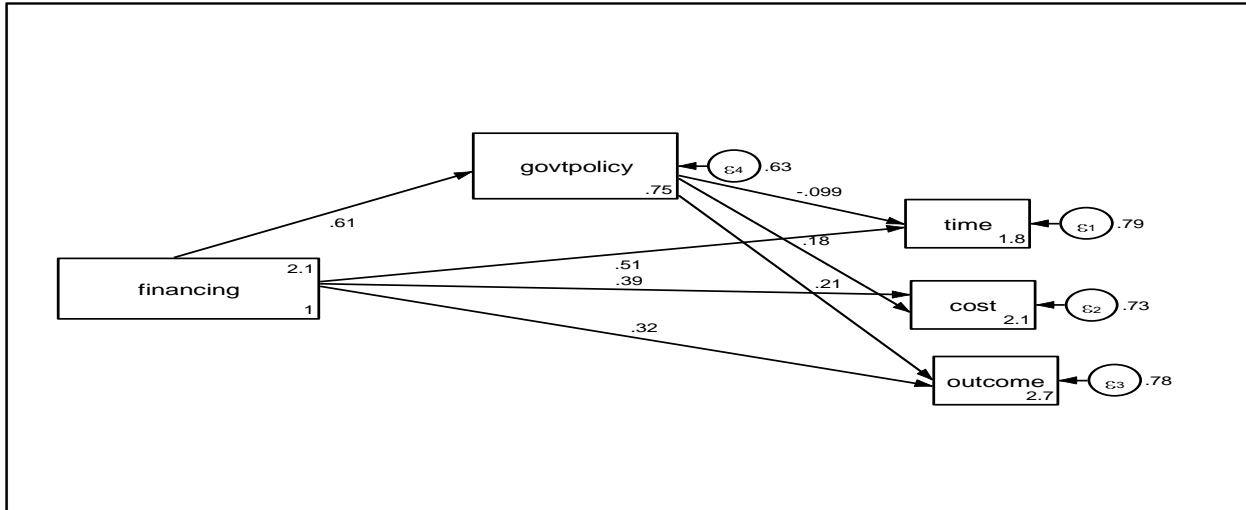 govtpolicy
.75
ε4
.63
-.099
.61
time
1.8
ε1
.79
.18
2.1
financing
1
.51
.39
.21
cost
2.1
ε2
.73
.32
outcome
2.7
ε3
.78